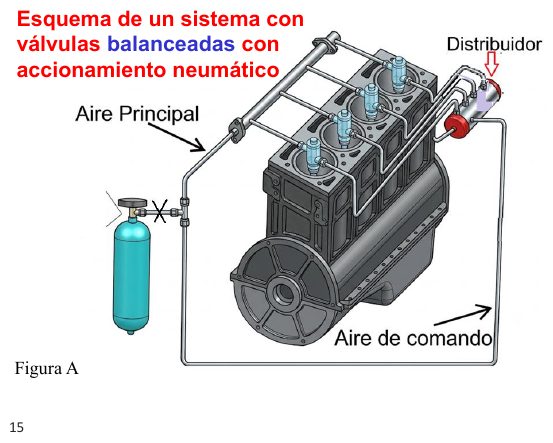 Esquema de un sistema con
válvulas balanceadas con
accionamiento neumático
Distribuidor
Aire Principal
Aire de comando
Figura A
15